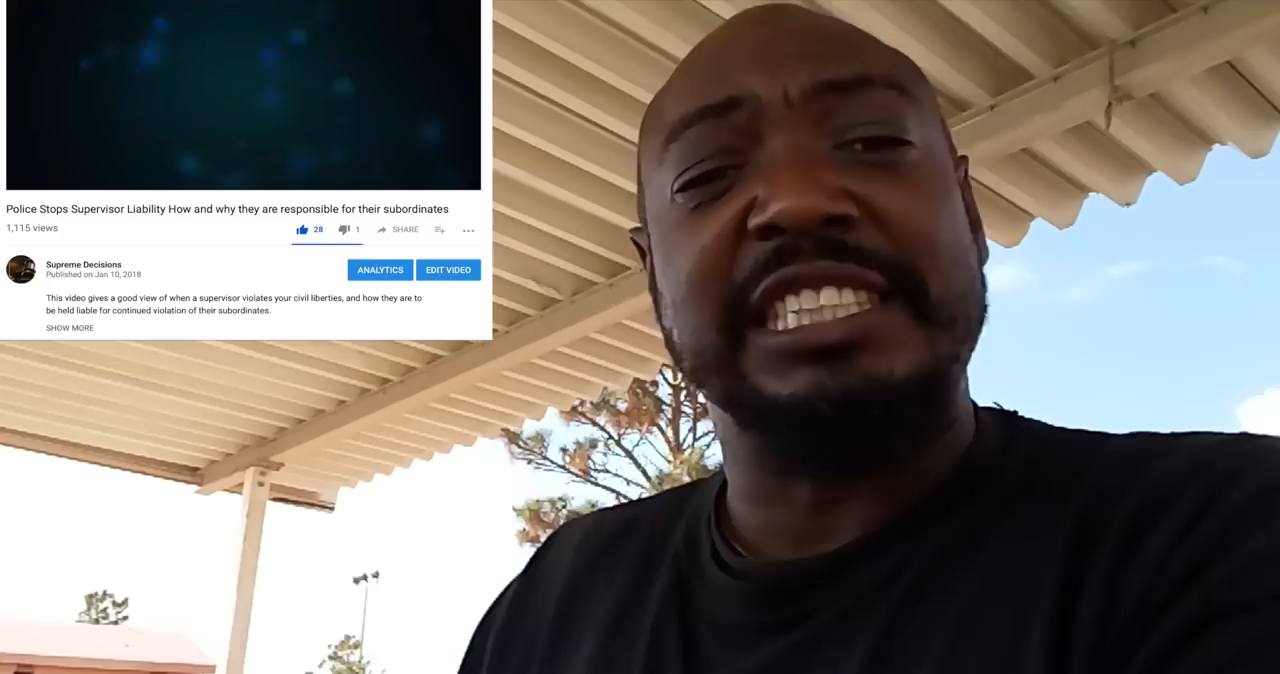 Police Stops Supervisor Liability How and why they are responsible for their subordinates
1,115 views
28
1
SHARE
Supreme Decisions
Published on Jan 10, 2018
ANALYTICS
EDIT VIDEO
This video gives a good view of when a supervisor violates your civil liberties, and how they are to
be held liable for continued violation of their subordinates.
SHOW MORE